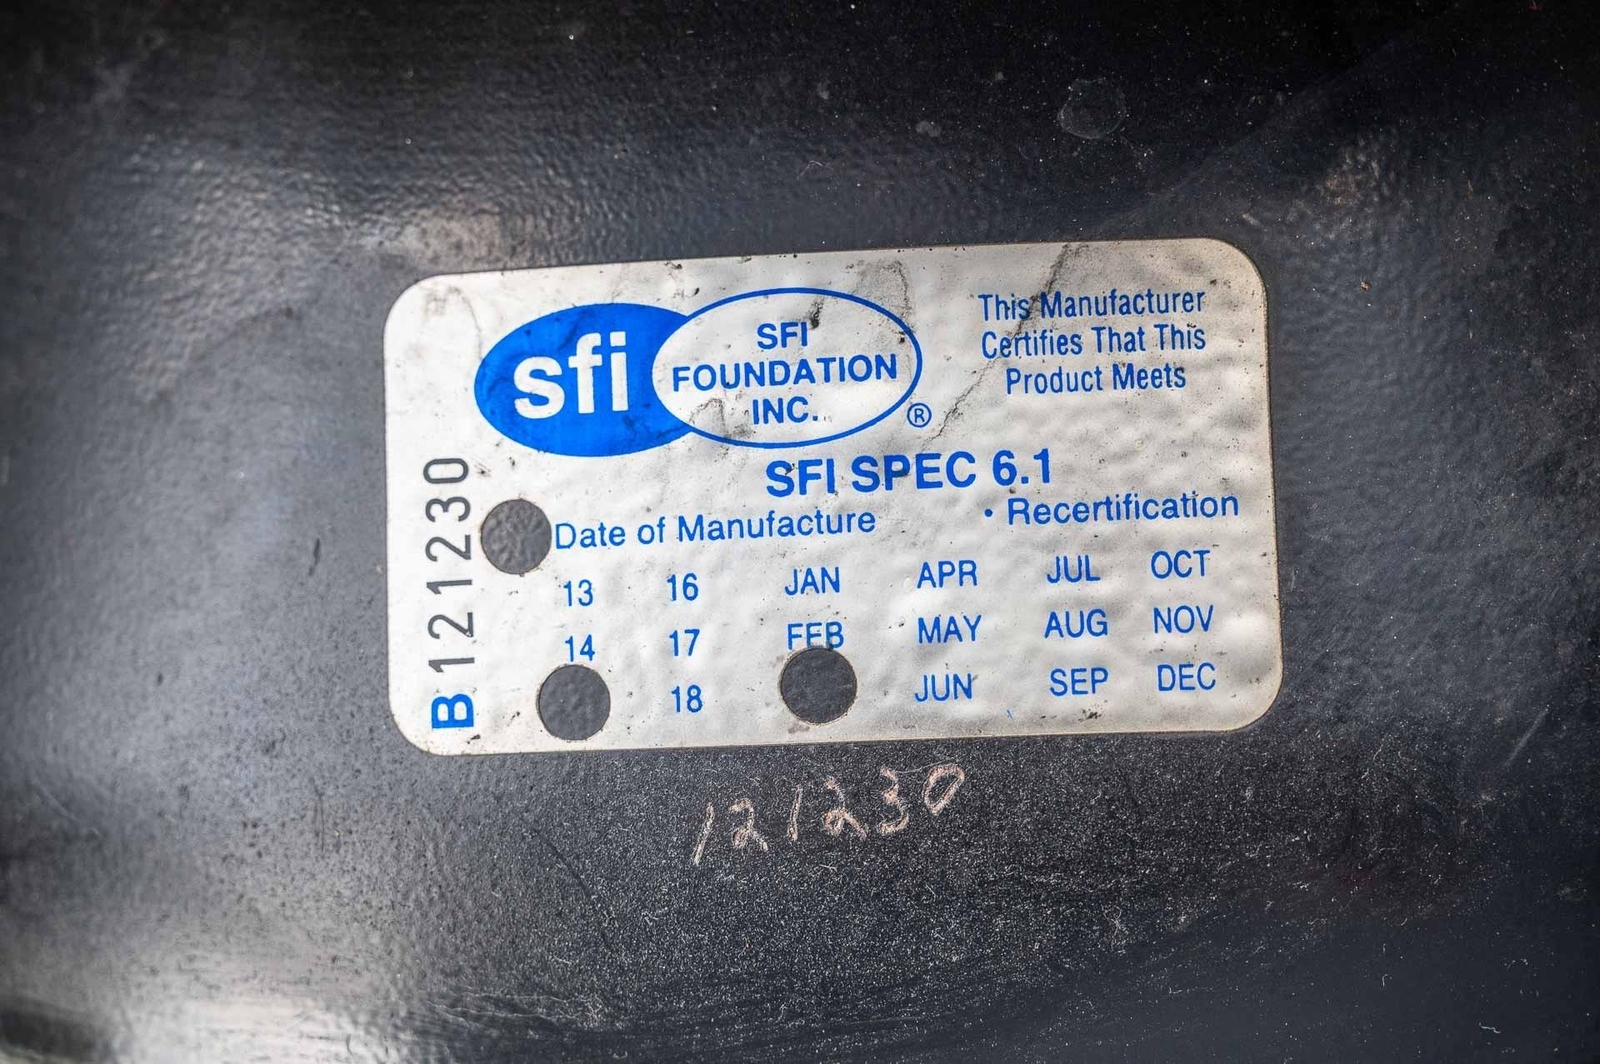 sfi
SFI
FOUNDATION
INC.
®
This Manufacturer
Certifies That This
Product Meets
SFI SPEC 6.1
Date of Manufacture • Recertification
13 16 JAN APR JUL OCT
14 17 FEB MAY AUG NOV
18 JUN SEP DEC
B121230
121230